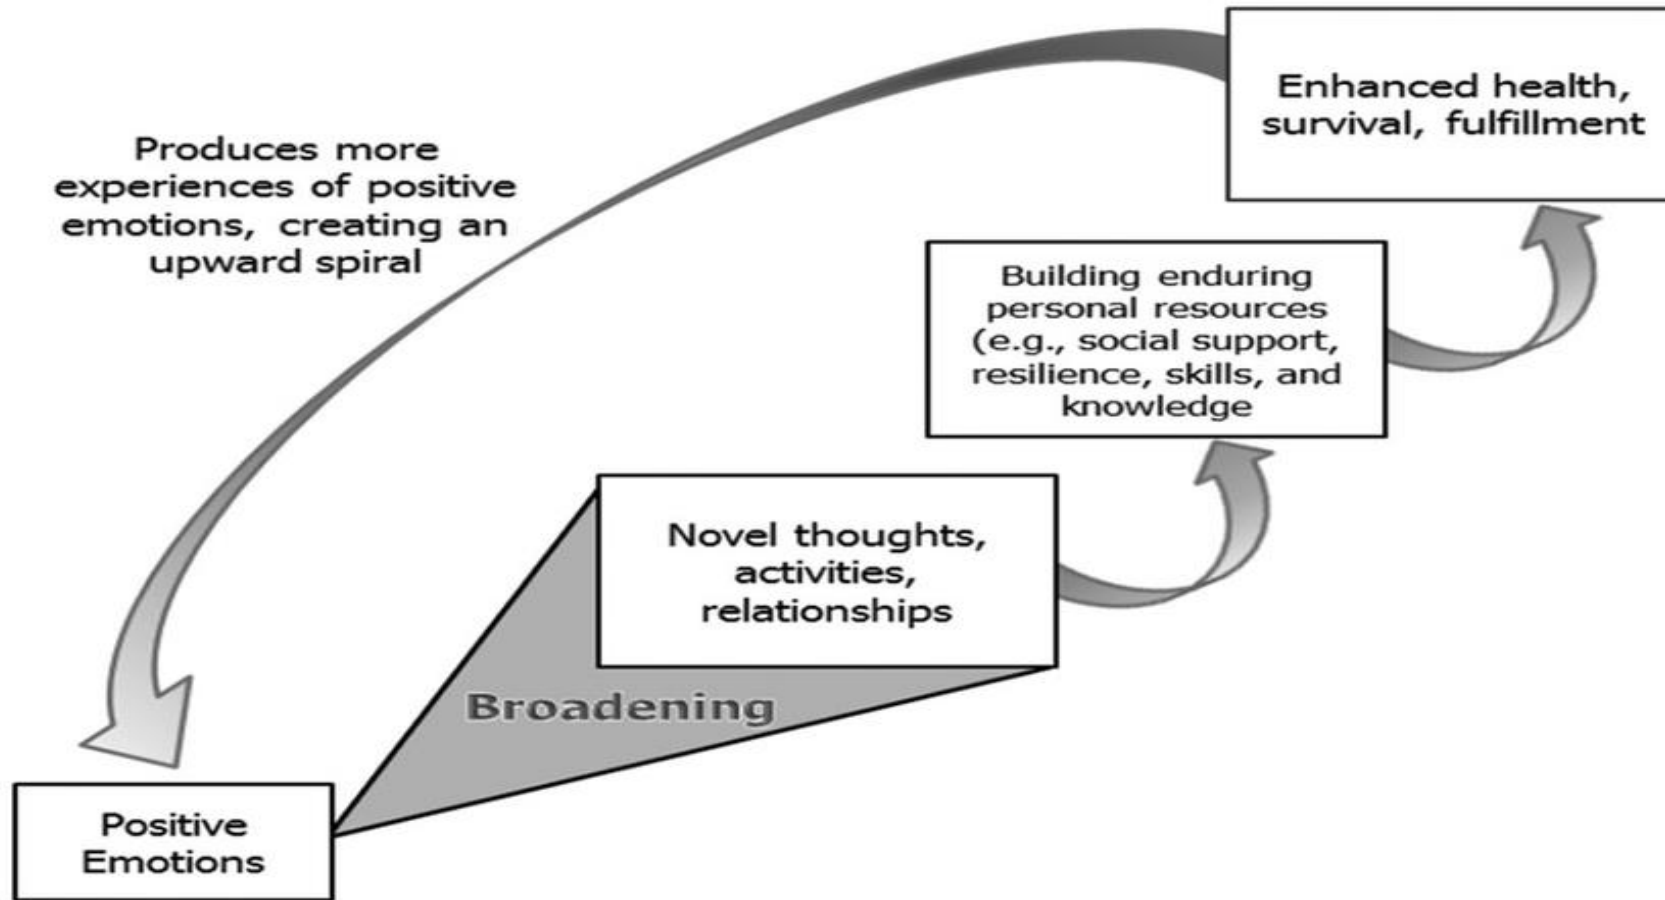 Enhanced health,
survival, fulfillment
Produces more
experiences of positive
emotions, creating an
upward spiral
Building enduring
personal resources
(e.g., social support,
resilience, skills, and
knowledge
Novel thoughts,
activities,
relationships
Broadening
Positive
Emotions